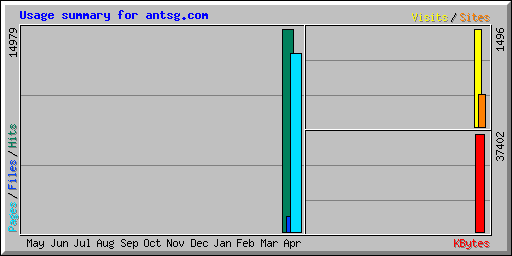 Usage summary for antsg.com
Visits/Sites
14979
1496
37402
Pages/Files/Hits
May Jun Jul Aug Sep Oct Nov Dec Jan Feb Mar Apr
KBytes